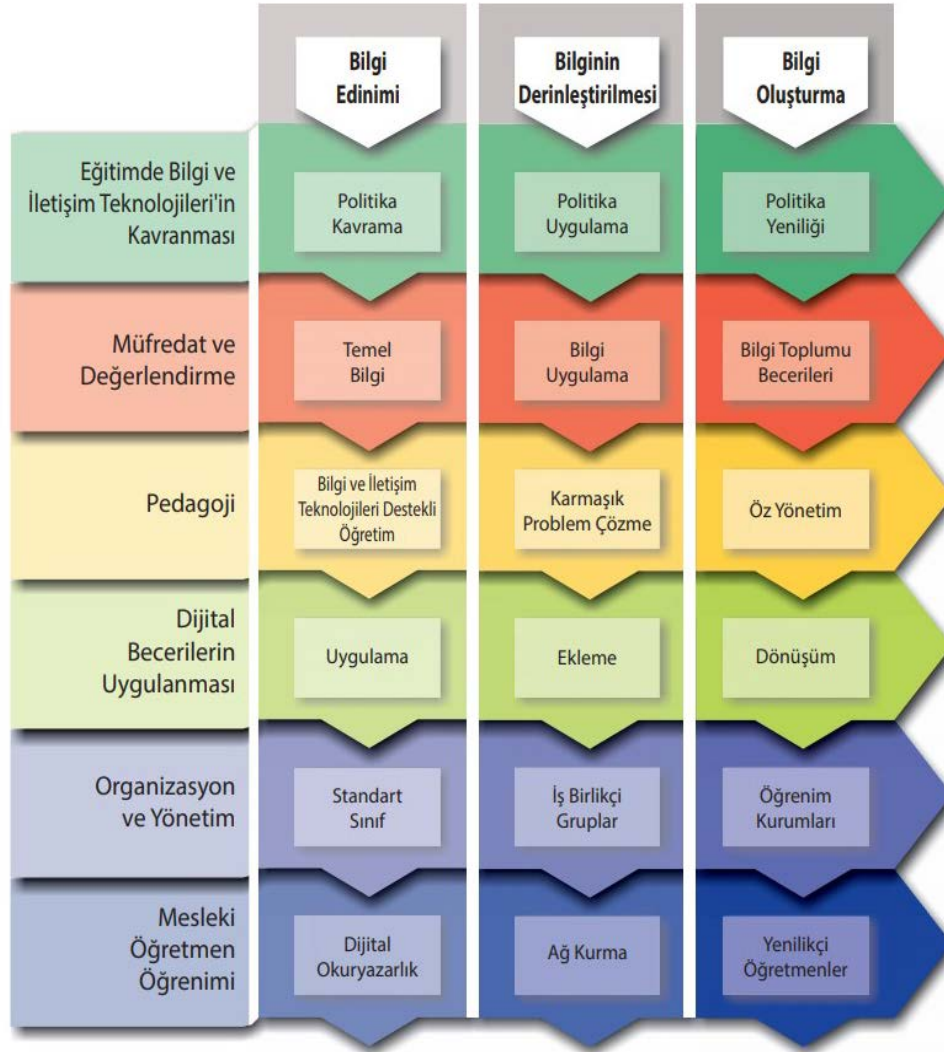 Bilgi
Edinimi
Bilginin
Derinleştirilmesi
Bilgi
Oluşturma
Eğitimde Bilgi ve
İletişim Teknolojileri'in
Kavranması
Politika
Kavrama
Politika
Uygulama
Politika
Yeniliği
Müfredat ve
Değerlendirme
Temel
Bilgi
Bilgi
Uygulama
Bilgi Toplumu
Becerileri
Pedagoji
Bilgi ve İletişim
Teknolojileri Destekli
Öğretim
Karmaşık
Problem Çözme
Öz Yönetim
Dijital
Becerilerin
Uygulanması
Uygulama
Ekleme
Dönüşüm
Organizasyon
ve Yönetim
Standart
Sınıf
İş Birlikçi
Gruplar
Öğrenim
Kurumları
Mesleki
Öğretmen
Öğrenimi
Dijital
Okuryazarlık
Ağ Kurma
Yenilikçi
Öğretmenler